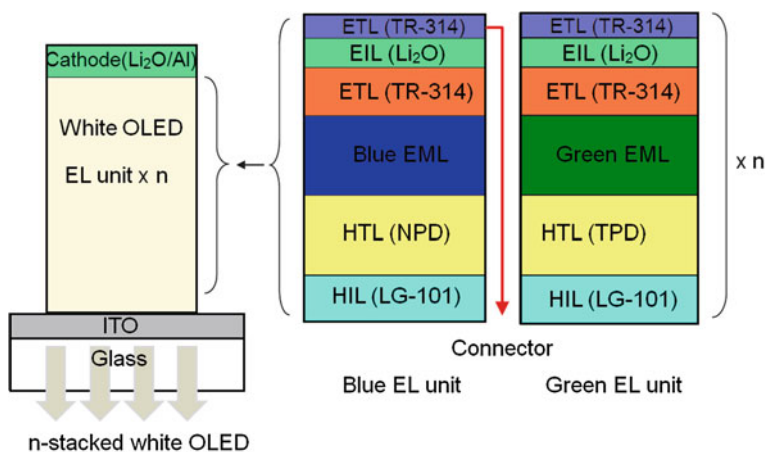 Cathode(Li₂O/Al)
White OLED
EL unit x n
ITO
Glass
n-stacked white OLED
ETL (TR-314)
EIL (Li₂O)
ETL (TR-314)
Blue EML
HTL (NPD)
HIL (LG-101)
Blue EL unit
Connector
ETL (TR-314)
EIL (Li₂O)
ETL (TR-314)
Green EML
HTL (TPD)
HIL (LG-101)
Green EL unit
x n